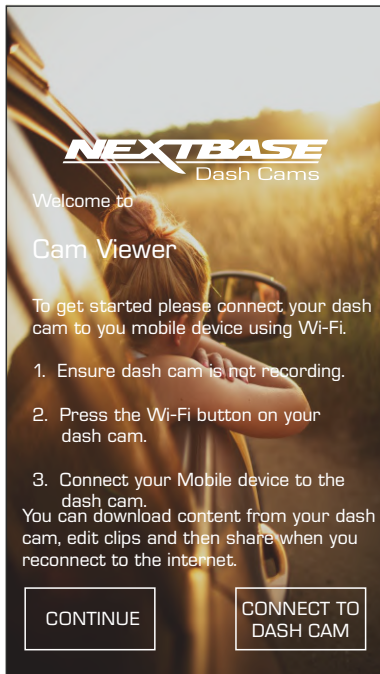 NEXTBASE
Dash Cams
Welcome to
Cam Viewer
To get started please connect your dash
cam to you mobile device using Wi-Fi.
1. Ensure dash cam is not recording.
2. Press the Wi-Fi button on your
dash cam.
3. Connect your Mobile device to the
dash cam.
You can download content from your dash
cam, edit clips and then share when you
reconnect to the internet.
CONTINUE
CONNECT TO
DASH CAM